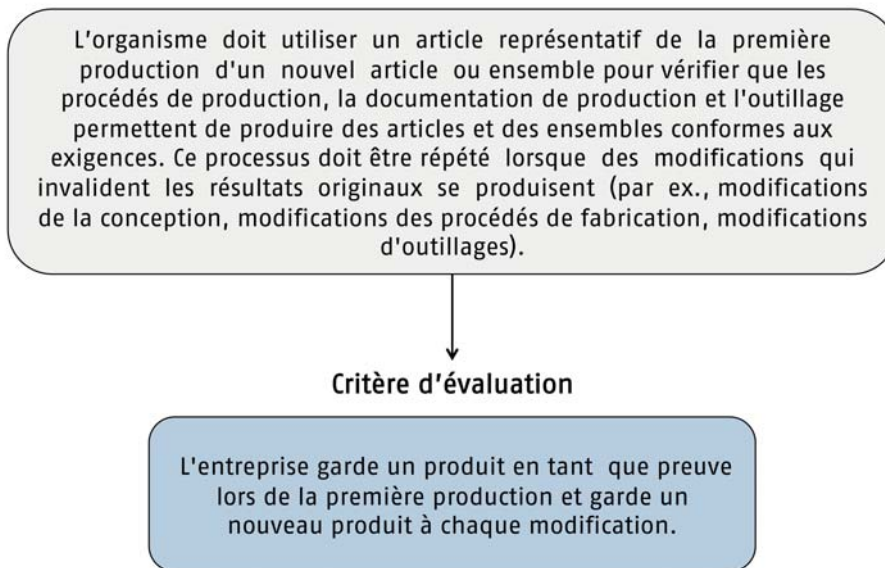 L'organisme doit utiliser un article représentatif de la première
production d'un nouvel article ou ensemble pour vérifier que les
procédés de production, la documentation de production et l'outillage
permettent de produire des articles et des ensembles conformes aux
exigences. Ce processus doit être répété lorsque des modifications qui
invalident les résultats originaux se produisent (par ex., modifications
de la conception, modifications des procédés de fabrication, modifications
d'outillages).
Critère d'évaluation
L'entreprise garde un produit en tant que preuve
lors de la première production et garde un
nouveau produit à chaque modification.